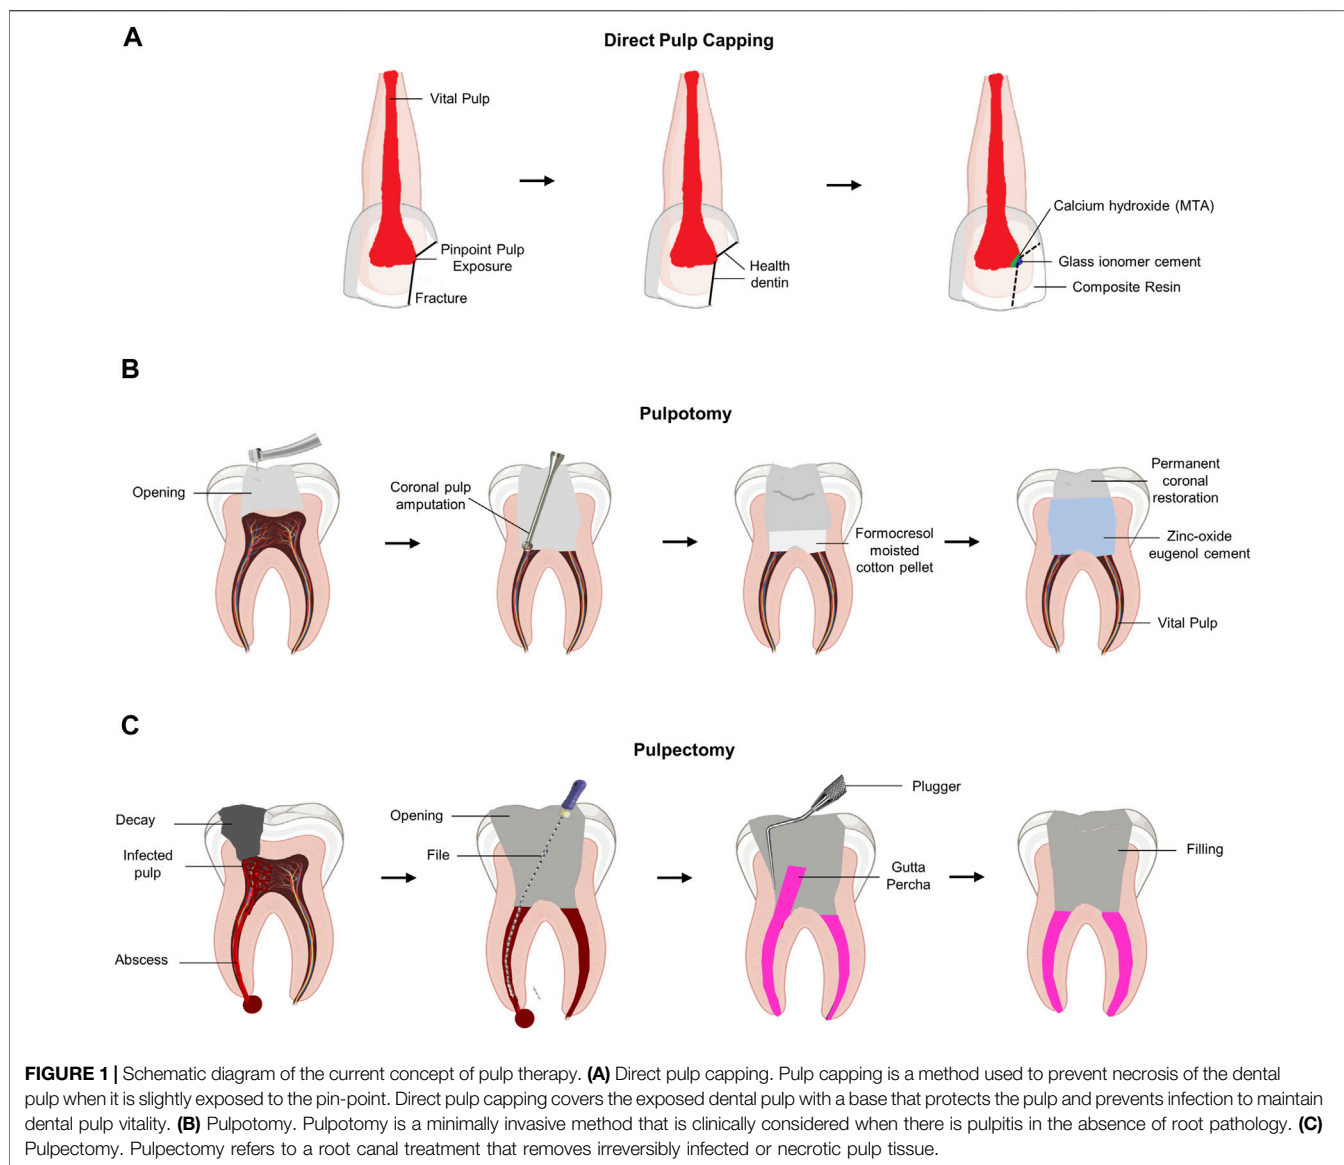 A
Direct Pulp Capping
Vital Pulp
Pinpoint Pulp
Exposure
Fracture
Health
dentin
Calcium hydroxide (MTA)
Glass ionomer cement
Composite Resin
B
Pulpotomy
Opening
Coronal pulp
amputation
Formocresol
moisted
cotton pellet
Permanent
coronal
restoration
Zinc-oxide
eugenol cement
Vital Pulp
C
Pulpectomy
Decay
Infected
pulp
Abscess
Opening
File
Plugger
Gutta
Percha
Filling
FIGURE 1 | Schematic diagram of the current concept of pulp therapy. (A) Direct pulp capping. Pulp capping is a method used to prevent necrosis of the dental
pulp when it is slightly exposed to the pin-point. Direct pulp capping covers the exposed dental pulp with a base that protects the pulp and prevents infection to maintain
dental pulp vitality. (B) Pulpotomy. Pulpotomy is a minimally invasive method that is clinically considered when there is pulpitis in the absence of root pathology. (C)
Pulpectomy. Pulpectomy refers to a root canal treatment that removes irreversibly infected or necrotic pulp tissue.